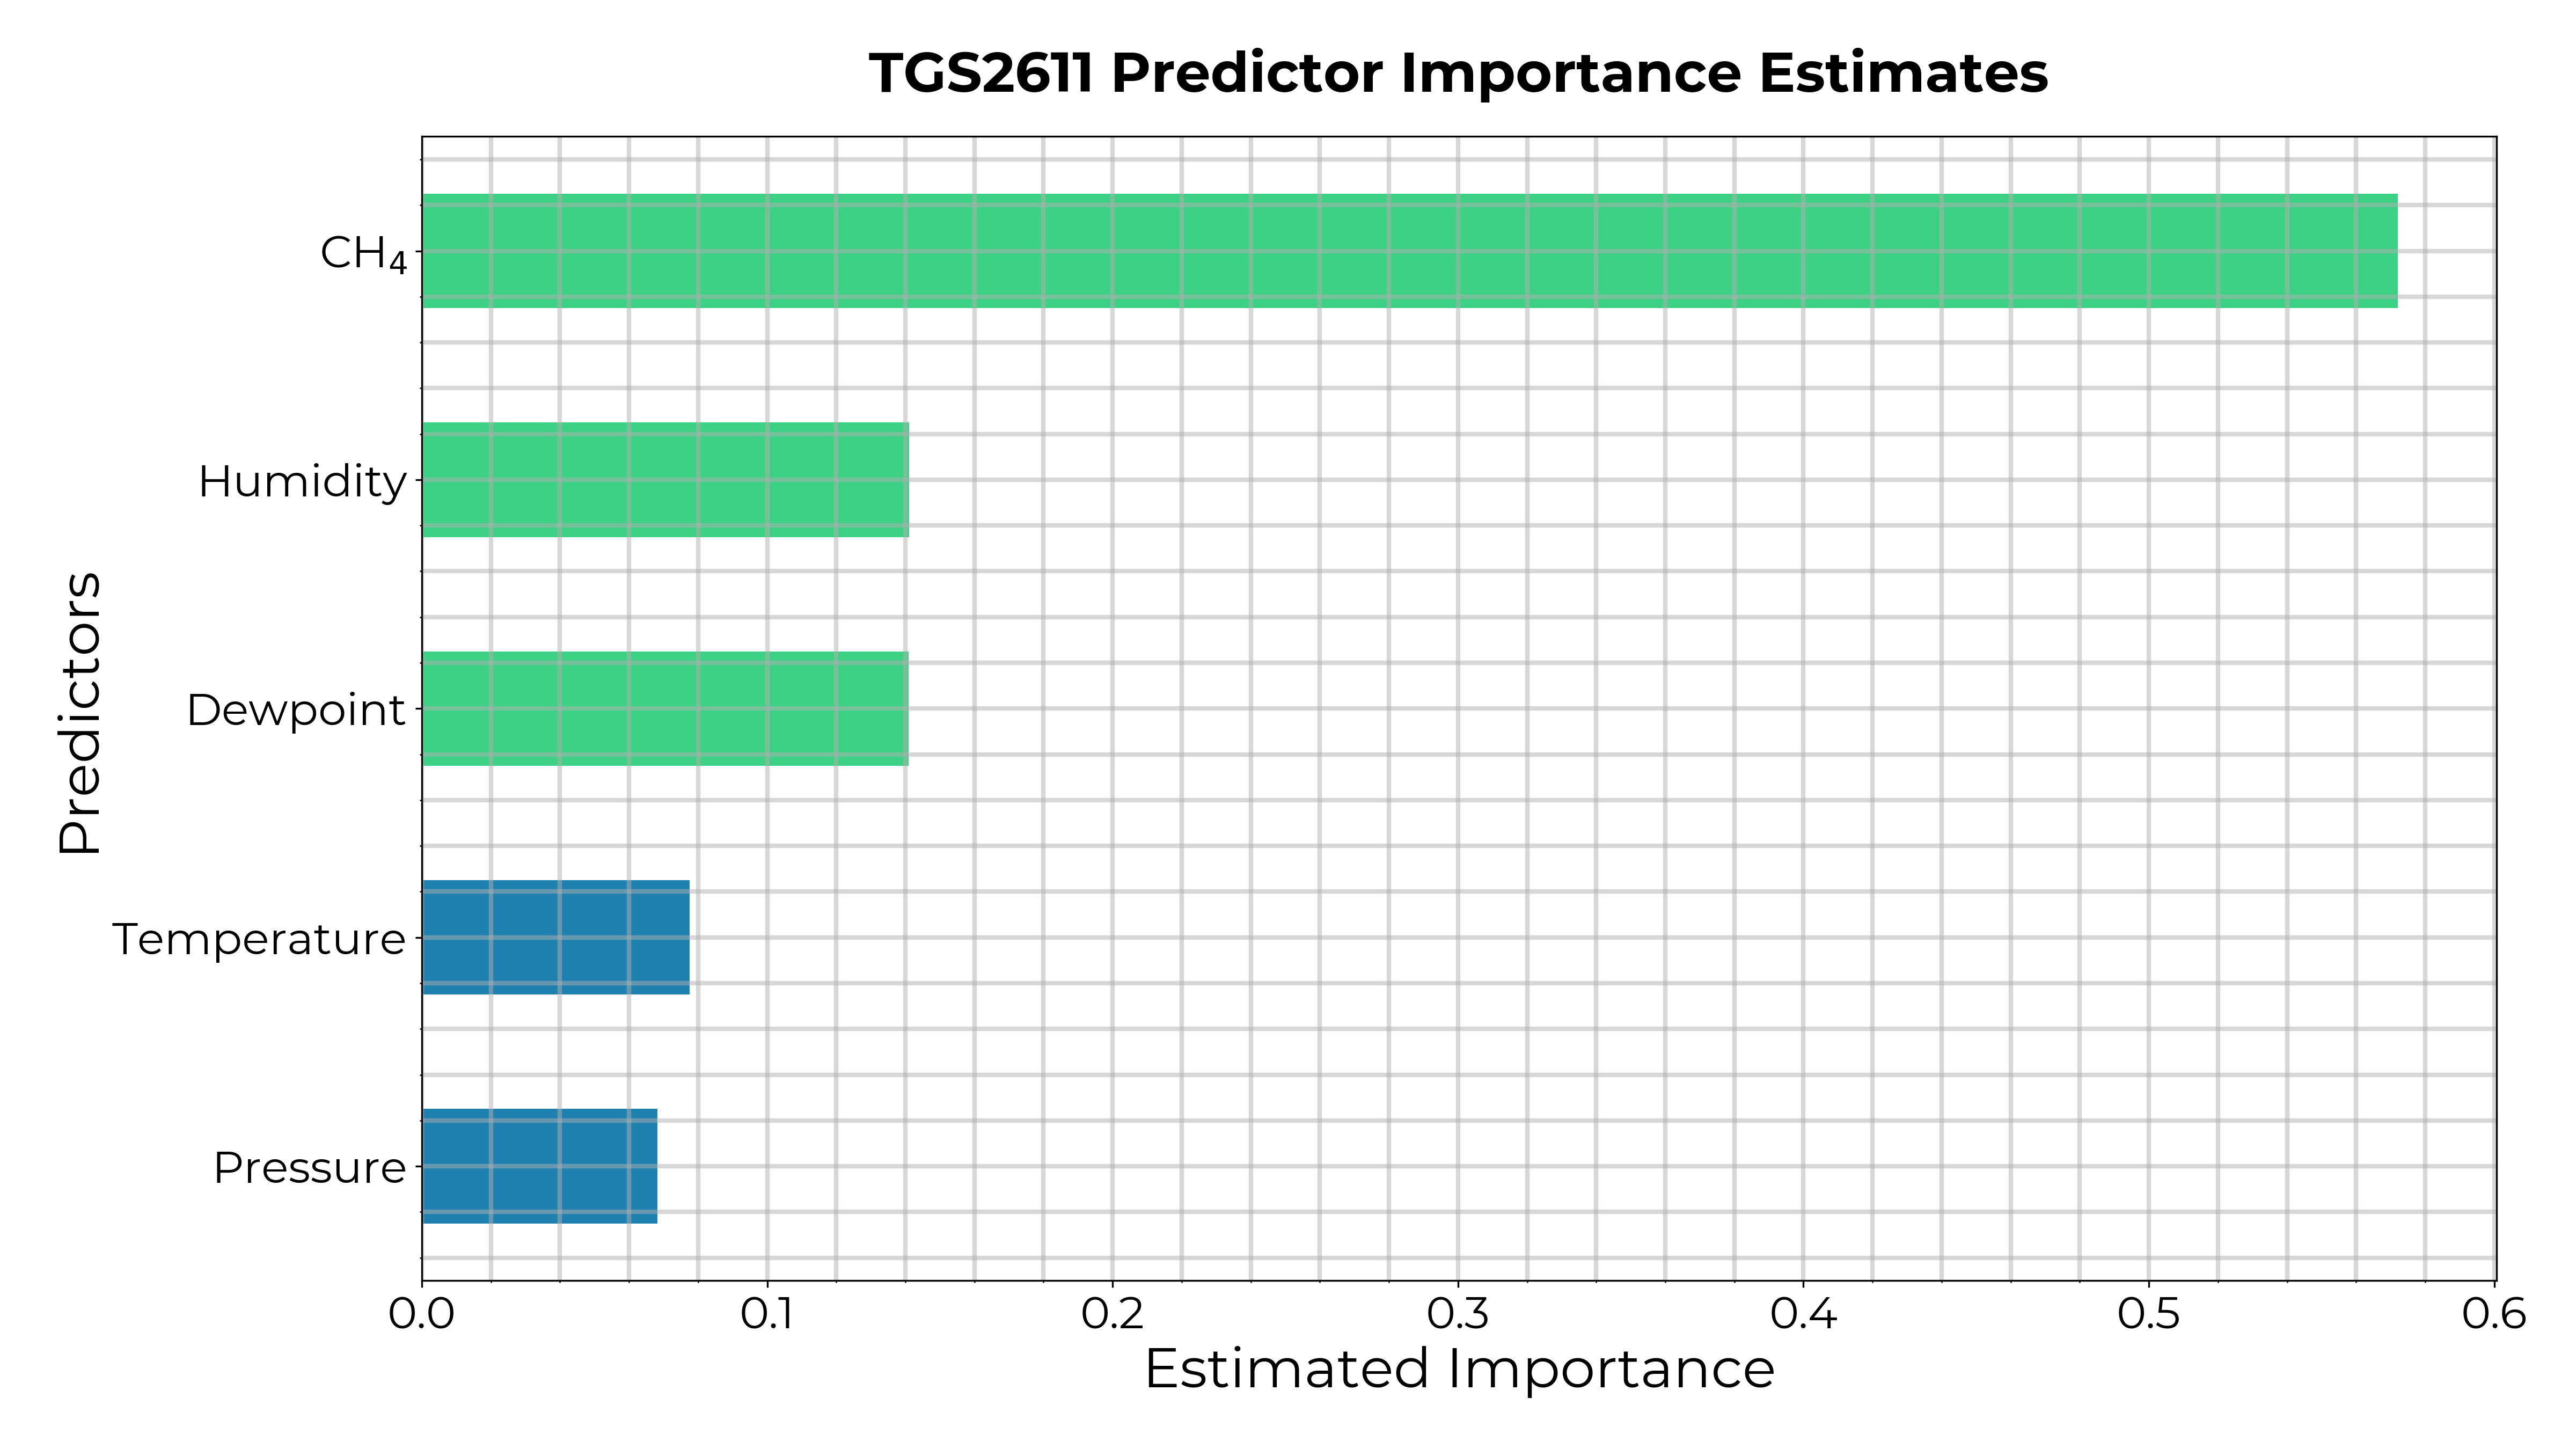 TGS2611 Predictor Importance Estimates
CH₄
Humidity
Dewpoint
Temperature
Pressure
Predictors
0.0 0.1 0.2 0.3 0.4 0.5 0.6
Estimated Importance